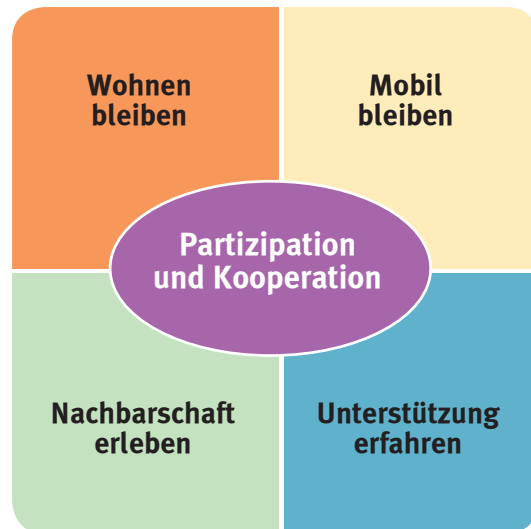 Wohnen
bleiben
Mobil
bleiben
Partizipation
und Kooperation
Nachbarschaft
erleben
Unterstützung
erfahren